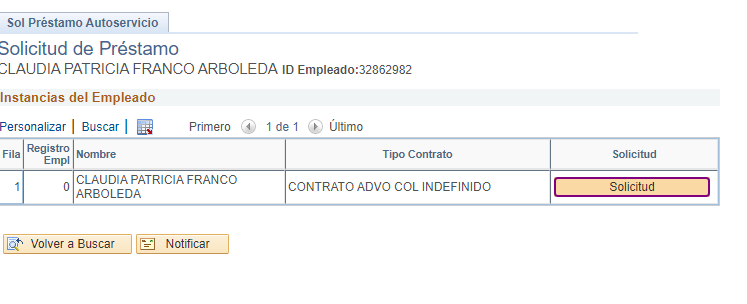 Sol Préstamo Autoservicio
Solicitud de Préstamo
CLAUDIA PATRICIA FRANCO ARBOLEDA ID Empleado:32862982
Instancias del Empleado
Personalizar | Buscar | Primero 1 de 1 Último
Fila Registro Empl Nombre Tipo Contrato Solicitud
1 0 CLAUDIA PATRICIA FRANCO ARBOLEDA CONTRATO ADVO COL INDEFINIDO Solicitud
Volver a Buscar Notificar